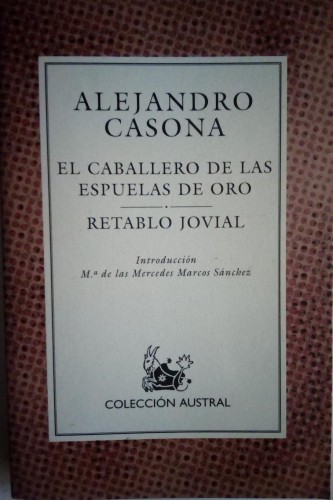 ALEJANDRO
CASONA
EL CABALLERO DE LAS
ESPUELAS DE ORO
RETABLO JOVIAL
Introducción
M.ª de las Mercedes Marcos Sánchez
COLECCIÓN AUSTRAL